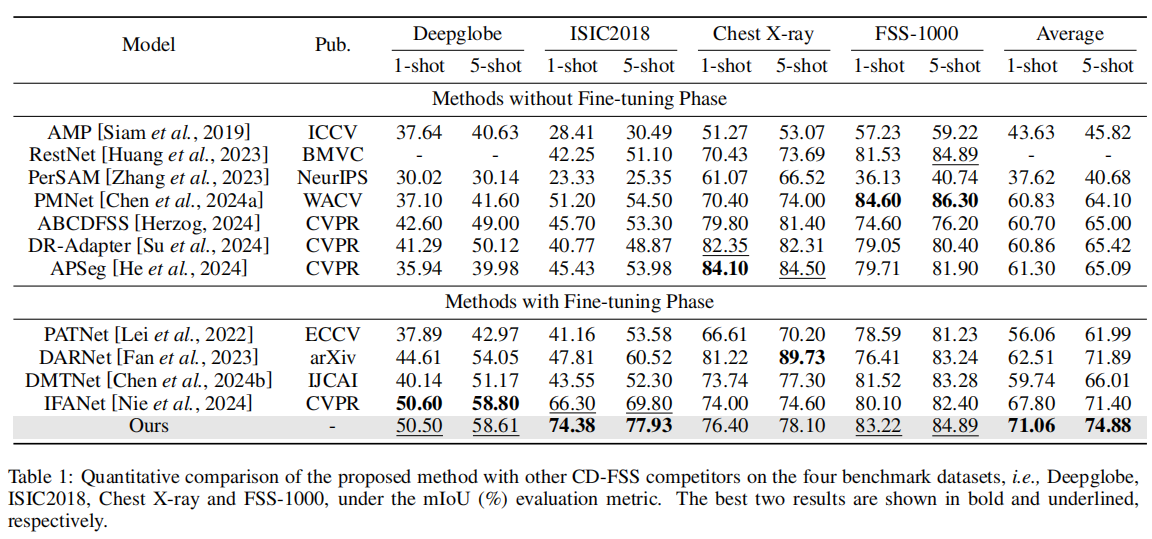 Model Pub. Deepglobe ISIC2018 Chest X-ray FSS-1000 Average
1-shot 5-shot 1-shot 5-shot 1-shot 5-shot 1-shot 5-shot 1-shot 5-shot
Methods without Fine-tuning Phase
AMP [Siam et al., 2019] ICCV 37.64 40.63 28.41 30.49 51.27 53.07 57.23 59.22 43.63 45.82
RestNet [Huang et al., 2023] BMVC - - 42.25 51.10 70.43 73.69 81.53 84.89 - -
PerSAM [Zhang et al., 2023] NeurIPS 30.02 30.14 23.33 25.35 61.07 66.52 36.13 40.74 37.62 40.68
PMNet [Chen et al., 2024a] WACV 37.10 41.60 51.20 54.50 70.40 74.00 84.60 86.30 60.83 64.10
ABCDFSS [Herzog, 2024] CVPR 42.60 49.00 45.70 53.30 79.80 81.40 74.60 76.20 60.70 65.00
DR-Adapter [Su et al., 2024] CVPR 41.29 50.12 40.77 48.87 82.35 82.31 79.05 80.40 60.86 65.42
APSeg [He et al., 2024] CVPR 35.94 39.98 45.43 53.98 84.10 84.50 79.71 81.90 61.30 65.09
Methods with Fine-tuning Phase
PATNet [Lei et al., 2022] ECCV 37.89 42.97 41.16 53.58 66.61 70.20 78.59 81.23 56.06 61.99
DARNet [Fan et al., 2023] arXiv 44.61 54.05 47.81 60.52 81.22 89.73 76.41 83.24 62.51 71.89
DMTNet [Chen et al., 2024b] IJCAI 40.14 51.17 43.55 52.30 73.74 77.30 81.52 83.28 59.74 66.01
IFANet [Nie et al., 2024] CVPR 50.60 58.80 66.30 69.80 74.00 74.60 80.10 82.40 67.80 71.40
Ours - 50.50 58.61 74.38 77.93 76.40 78.10 83.22 84.89 71.06 74.88
Table 1: Quantitative comparison of the proposed method with other CD-FSS competitors on the four benchmark datasets, i.e., Deepglobe,
ISIC2018, Chest X-ray and FSS-1000, under the mIoU (%) evaluation metric. The best two results are shown in bold and underlined,
respectively.